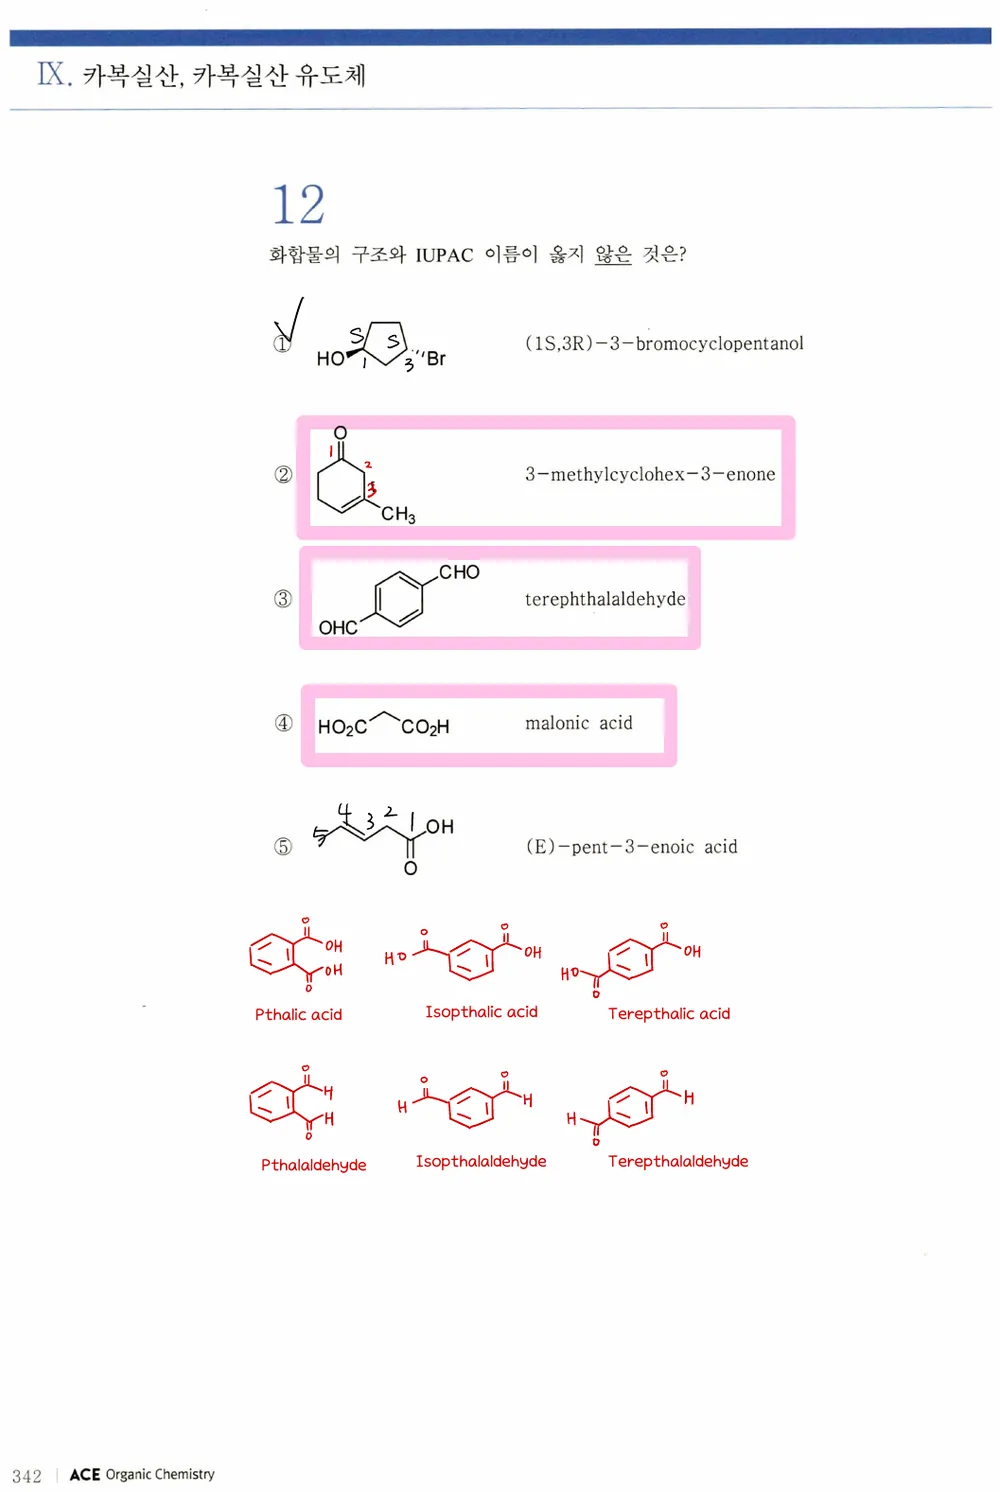 IX. 카복실산, 카복실산 유도체
12
화합물의 구조와 IUPAC 이름이 옳지 않은 것은?
① HO S 1 S 3 Br (1S,3R)-3-bromocyclopentanol
② O 1 2 3 CH₃ 3-methylcyclohex-3-enone
③ CHO OHC terephthalaldehyde
④ HO₂C CO₂H malonic acid
⑤ 5 4 3 2 1 OH O (E)-pent-3-enoic acid
O OH OH O
HO O O OH
O OH HO O
Pthalic acid Isopthalic acid Terepthalic acid
O H H O
H O O H
O H H O
Pthalaldehyde Isopthalaldehyde Terepthalaldehyde
342 | ACE Organic Chemistry